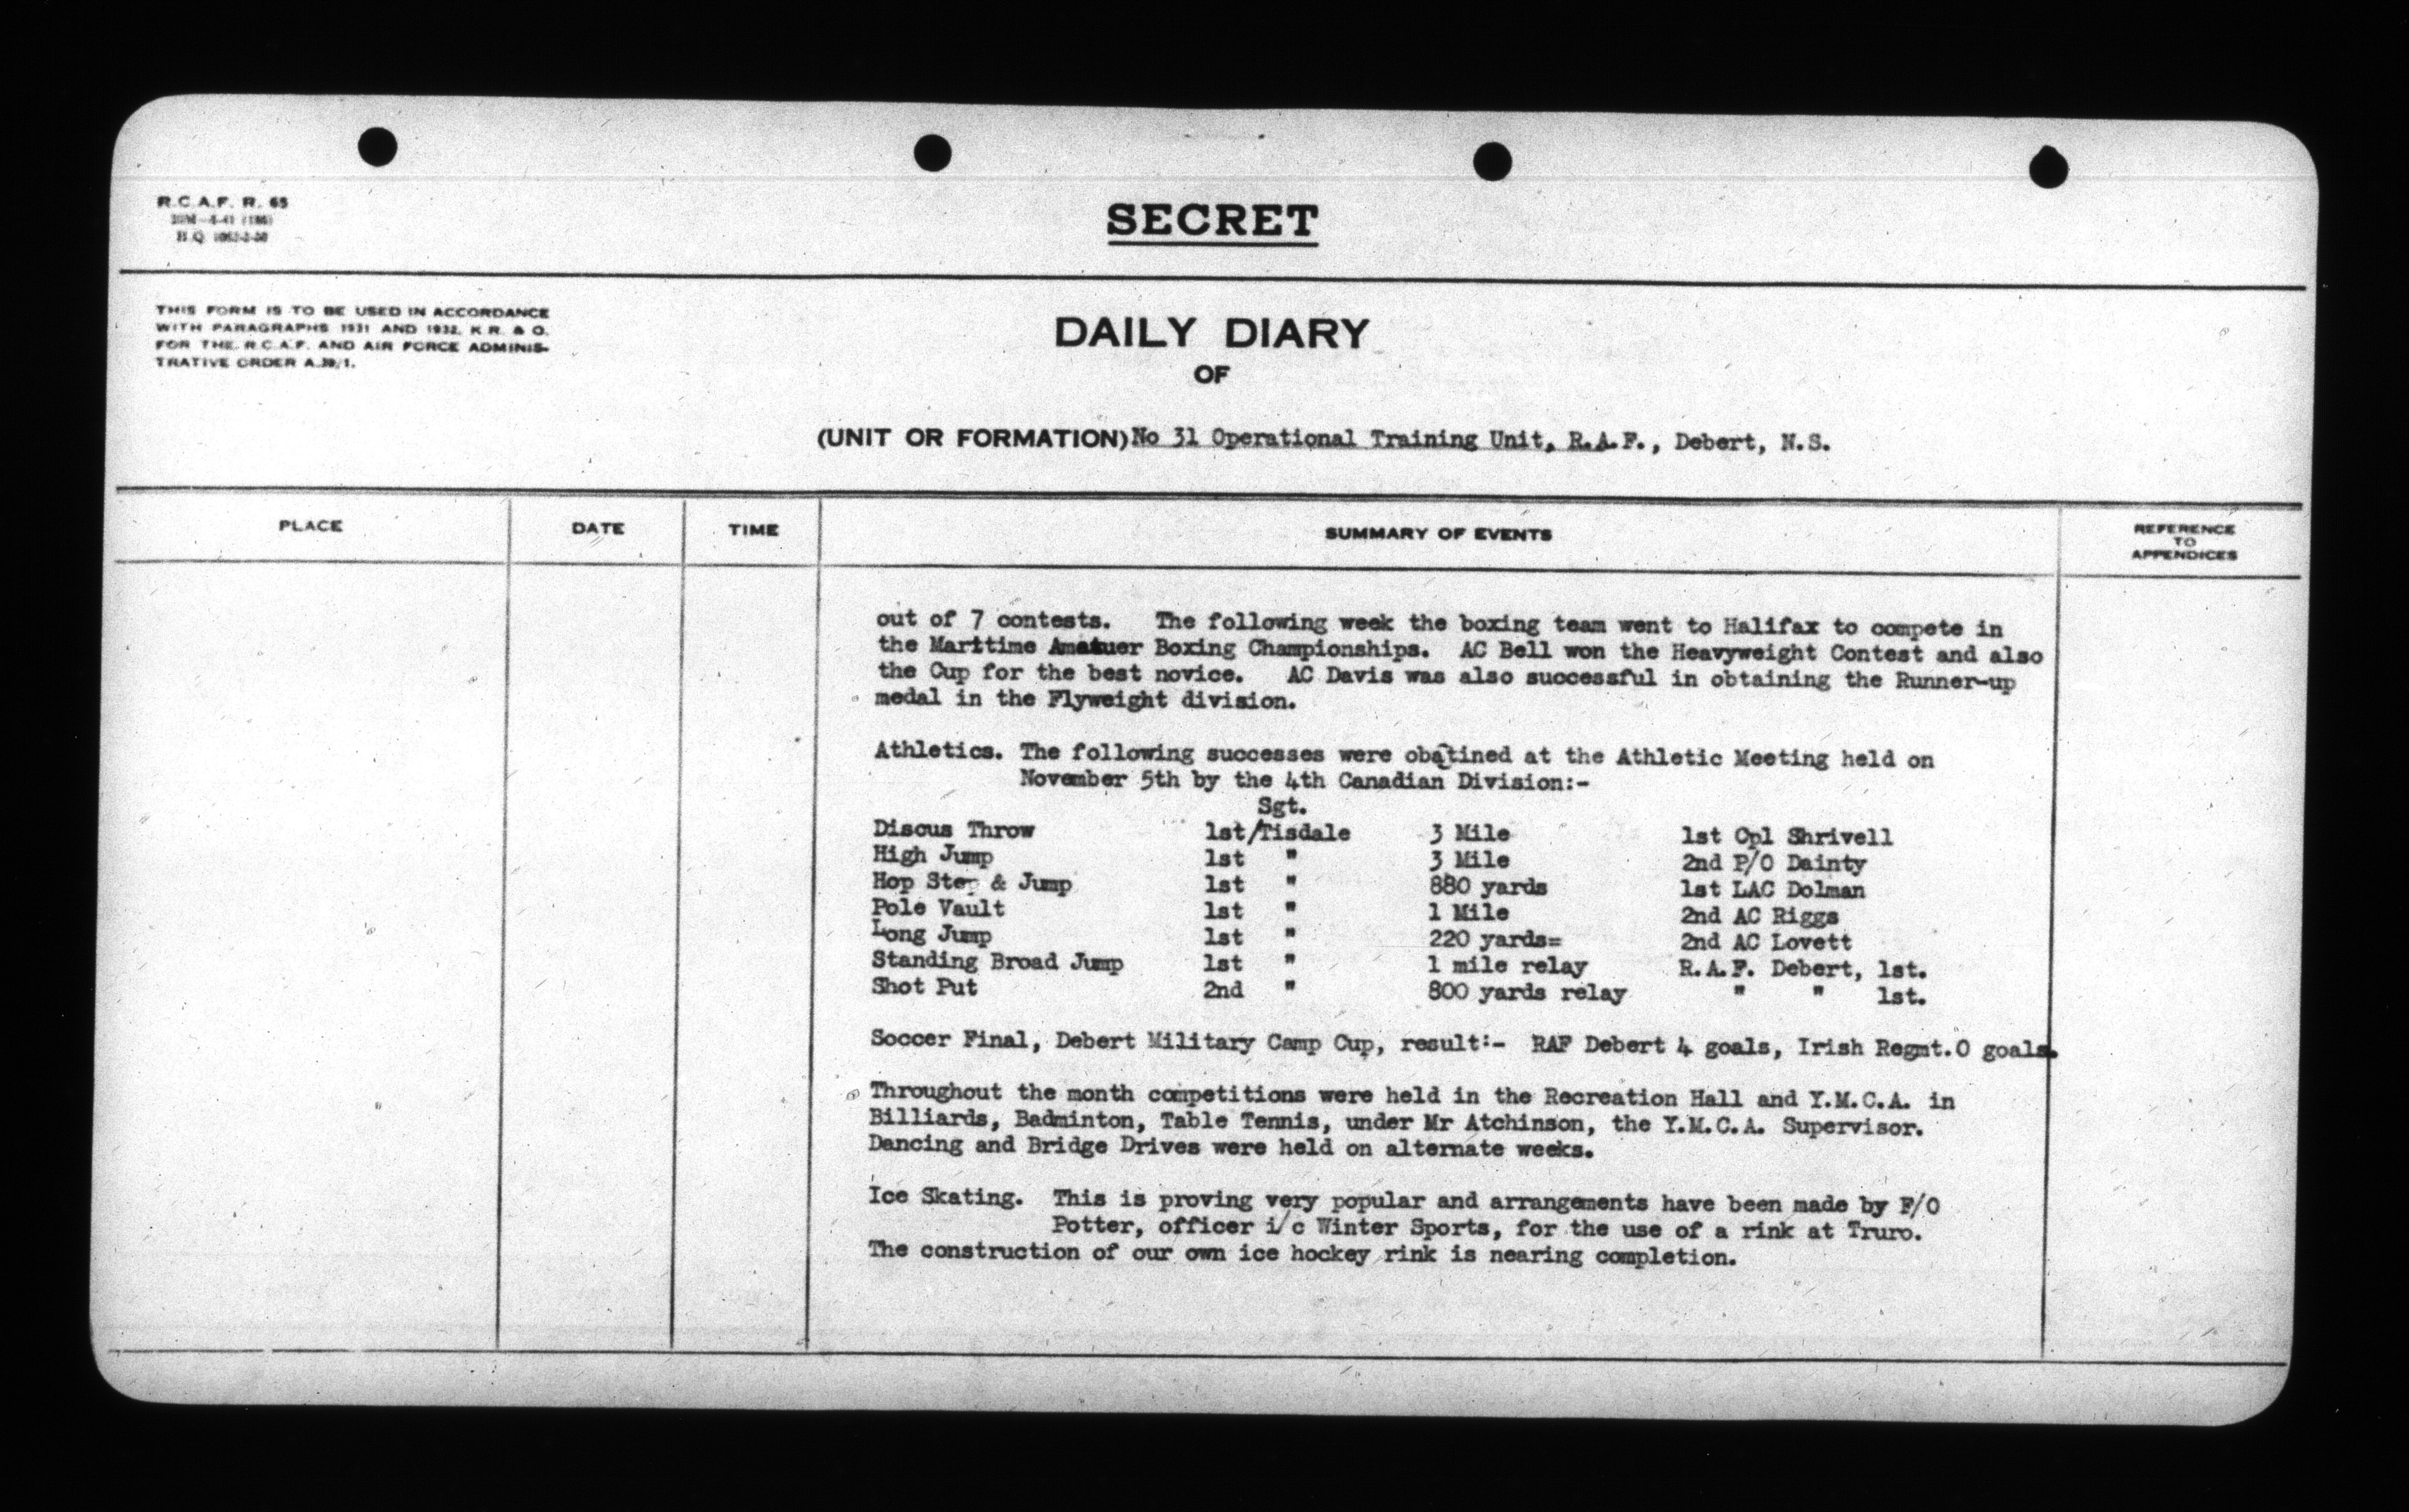 R.C.A.F. R. 65
SECRET
THIS FORM IS TO BE USED IN ACCORDANCE
WITH PARAGRAPHS 1931 AND 1932, K.R. & O.
FOR THE R.C.A.F. AND AIR FORCE ADMINIS-
TRATIVE ORDER A.39/1.
DAILY DIARY
OF
(UNIT OR FORMATION) No 31 Operational Training Unit, R.A.F., Debert, N.S.
PLACE DATE TIME SUMMARY OF EVENTS REFERENCE TO APPENDICES
out of 7 contests. The following week the boxing team went to Halifax to compete in
the Maritime Amatuer Boxing Championships. AC Bell won the Heavyweight Contest and also
the Cup for the best novice. AC Davis was also successful in obtaining the Runner-up
medal in the Flyweight division.
Athletics. The following successes were obatined at the Athletic Meeting held on
November 5th by the 4th Canadian Division:-
Sgt.
Discus Throw 1st/Tisdale 3 Mile 1st Cpl Shrivell
High Jump 1st " 3 Mile 2nd P/O Dainty
Hop Step & Jump 1st " 880 yards 1st LAC Dolman
Pole Vault 1st " 1 Mile 2nd AC Riggs
Long Jump 1st " 220 yards= 2nd AC Lovett
Standing Broad Jump 1st " 1 mile relay R.A.F. Debert, 1st.
Shot Put 2nd " 800 yards relay " " 1st.
Soccer Final, Debert Military Camp Cup, result:- RAF Debert 4 goals, Irish Regmt.0 goals.
Throughout the month competitions were held in the Recreation Hall and Y.M.C.A. in
Billiards, Badminton, Table Tennis, under Mr Atchinson, the Y.M.C.A. Supervisor.
Dancing and Bridge Drives were held on alternate weeks.
Ice Skating. This is proving very popular and arrangements have been made by F/O
Potter, officer i/c Winter Sports, for the use of a rink at Truro.
The construction of our own ice hockey rink is nearing completion.